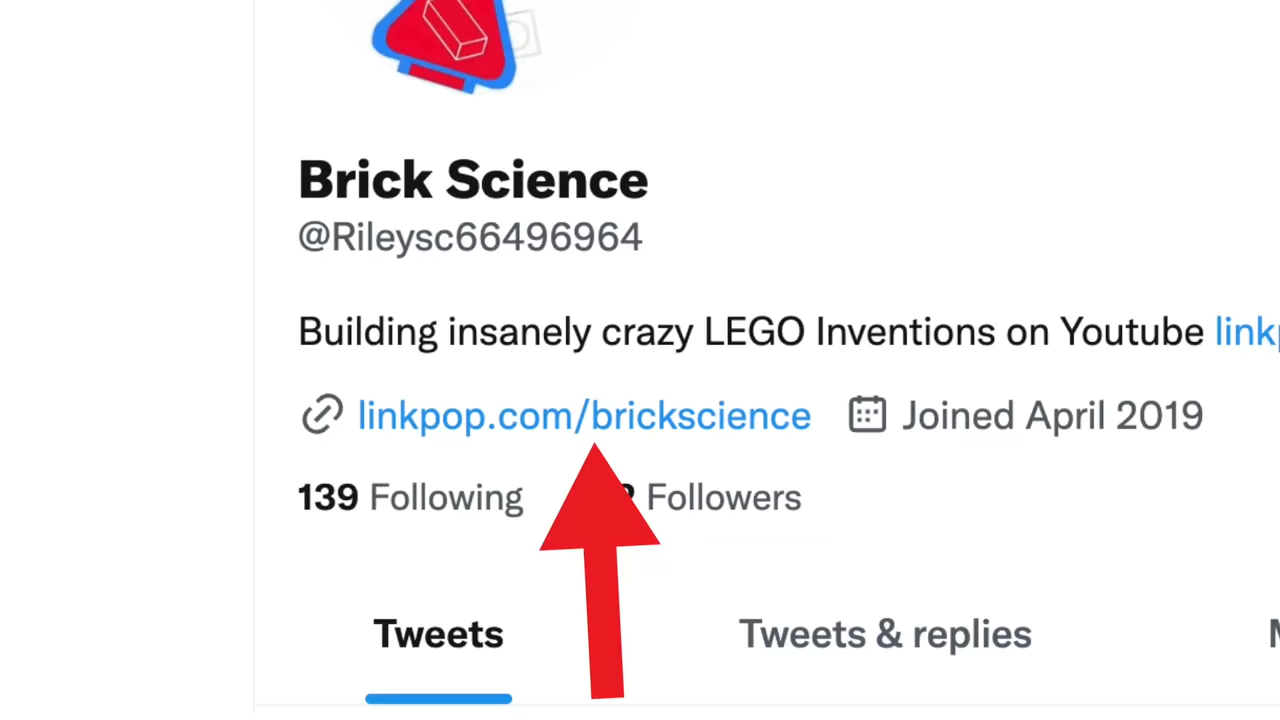 Brick Science
@Rileysc66496964
Building insanely crazy LEGO Inventions on Youtube
linkpop.com/brickscience Joined April 2019
139 Following Followers
Tweets Tweets & replies